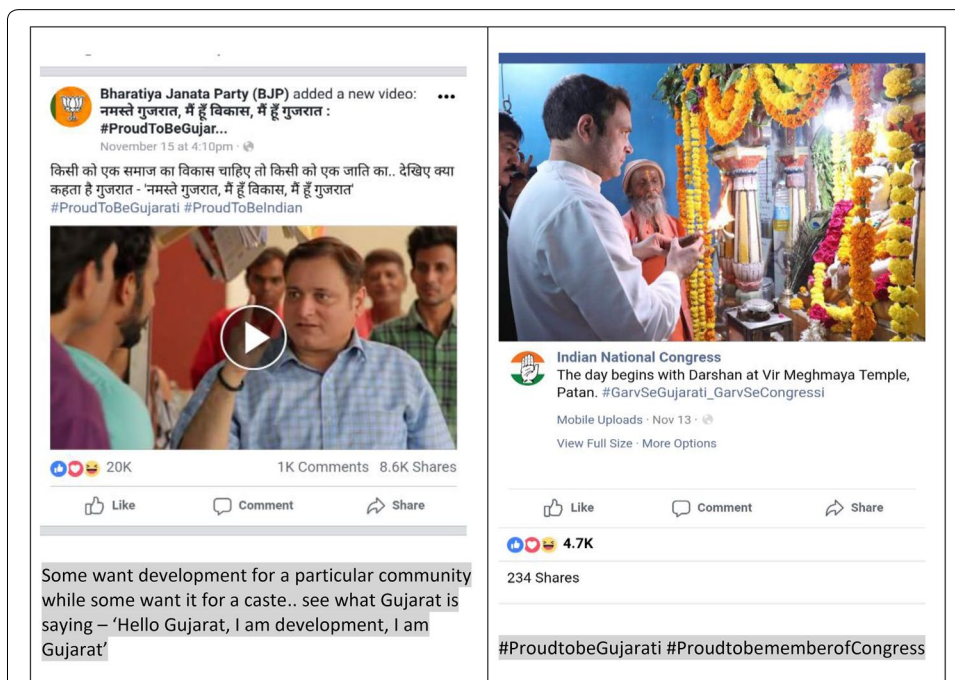 Bharatiya Janata Party (BJP) added a new video:
नमस्ते गुजरात, मैं हूँ विकास, मैं हूँ गुजरात :
#ProudToBeGujar...
November 15 at 4:10pm ·
किसी को एक समाज का विकास चाहिए तो किसी को एक जाति का.. देखिए क्या
कहता है गुजरात - 'नमस्ते गुजरात, मैं हूँ विकास, मैं हूँ गुजरात'
#ProudToBeGujarati #ProudToBeIndian
20K
1K Comments 8.6K Shares
Like Comment Share
Some want development for a particular community
while some want it for a caste.. see what Gujarat is
saying – ‘Hello Gujarat, I am development, I am
Gujarat’
Indian National Congress
The day begins with Darshan at Vir Meghmaya Temple,
Patan. #GarvSeGujarati_GarvSeCongressi
Mobile Uploads · Nov 13 ·
View Full Size · More Options
Like Comment Share
4.7K
234 Shares
#ProudtobeGujarati #ProudtobememberofCongress